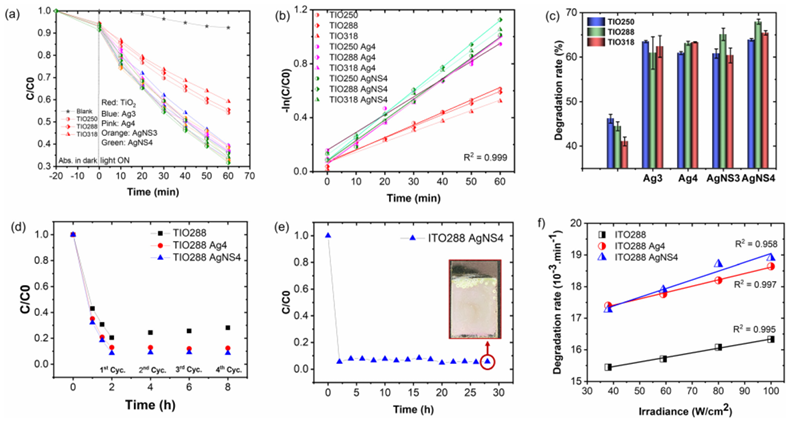 (a)
C/C0
1.0
0.9
0.8
0.7
0.6
0.5
0.4
0.3
Blank
TIO250
TIO288
TIO318
Red: TiO2
Blue: Ag3
Pink: Ag4
Orange: AgNS3
Green: AgNS4
Abs. in dark light ON
-20 -10 0 10 20 30 40 50 60
Time (min)
(b)
-ln(C/C0)
1.2
1.0
0.8
0.6
0.4
0.2
0.0
TIO250
TIO288
TIO318
TIO250 Ag4
TIO288 Ag4
TIO318 Ag4
TIO250 AgNS4
TIO288 AgNS4
TIO318 AgNS4
R2 = 0.999
0 10 20 30 40 50 60
Time (min)
(c)
Degradation rate (%)
70
60
50
40
TIO250
TIO288
TIO318
Ag3 Ag4 AgNS3 AgNS4
(d)
C/C0
1.0
0.8
0.6
0.4
0.2
0.0
TIO288
TIO288 Ag4
TIO288 AgNS4
1st Cyc. 2nd Cyc. 3rd Cyc. 4th Cyc.
0 2 4 6 8
Time (h)
(e)
C/C0
1.0
0.8
0.6
0.4
0.2
0.0
ITO288 AgNS4
0 5 10 15 20 25 30
Time (h)
f)
Degradation rate (10-3.min-1)
19
18
17
16
15
ITO288
ITO288 Ag4
ITO288 AgNS4
R2 = 0.958
R2 = 0.997
R2 = 0.995
40 60 80 100
Irradiance (W/cm2)